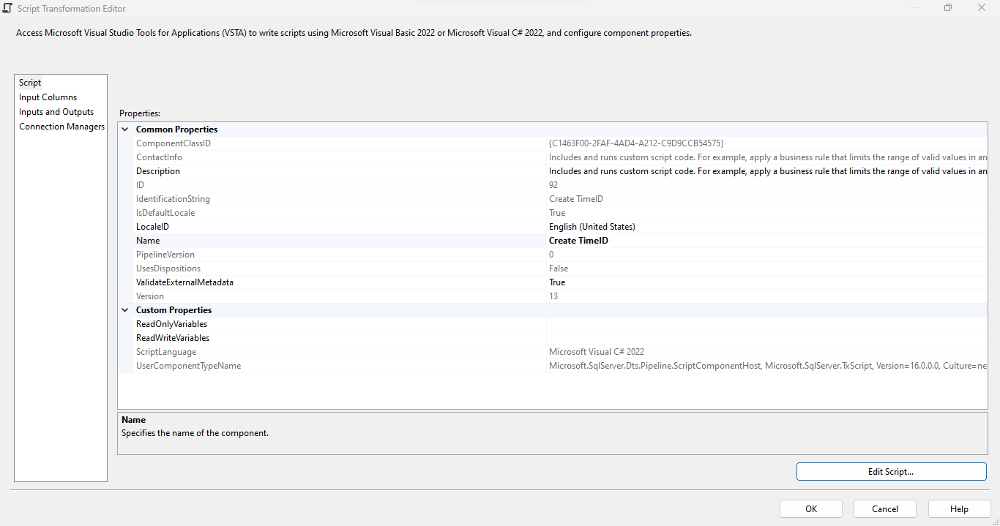 Script Transformation Editor
Access Microsoft Visual Studio Tools for Applications (VSTA) to write scripts using Microsoft Visual Basic 2022 or Microsoft Visual C# 2022, and configure component properties.
Script
Input Columns
Inputs and Outputs
Connection Managers
Properties:
Common Properties
ComponentClassID {C1463F00-2FAF-4AD4-A212-C9D9CCB54575}
ContactInfo Includes and runs custom script code. For example, apply a business rule that limits the range of valid values in an
Description Includes and runs custom script code. For example, apply a business rule that limits the range of valid values in an
ID 92
IdentificationString Create TimeID
IsDefaultLocale True
LocaleID English (United States)
Name Create TimeID
PipelineVersion 0
UsesDispositions False
ValidateExternalMetadata True
Version 13
Custom Properties
ReadOnlyVariables
ReadWriteVariables
ScriptLanguage Microsoft Visual C# 2022
UserComponentTypeName Microsoft.SqlServer.Dts.Pipeline.ScriptComponentHost, Microsoft.SqlServer.TxScript, Version=16.0.0.0, Culture=ne
Name
Specifies the name of the component.
Edit Script...
OK Cancel Help